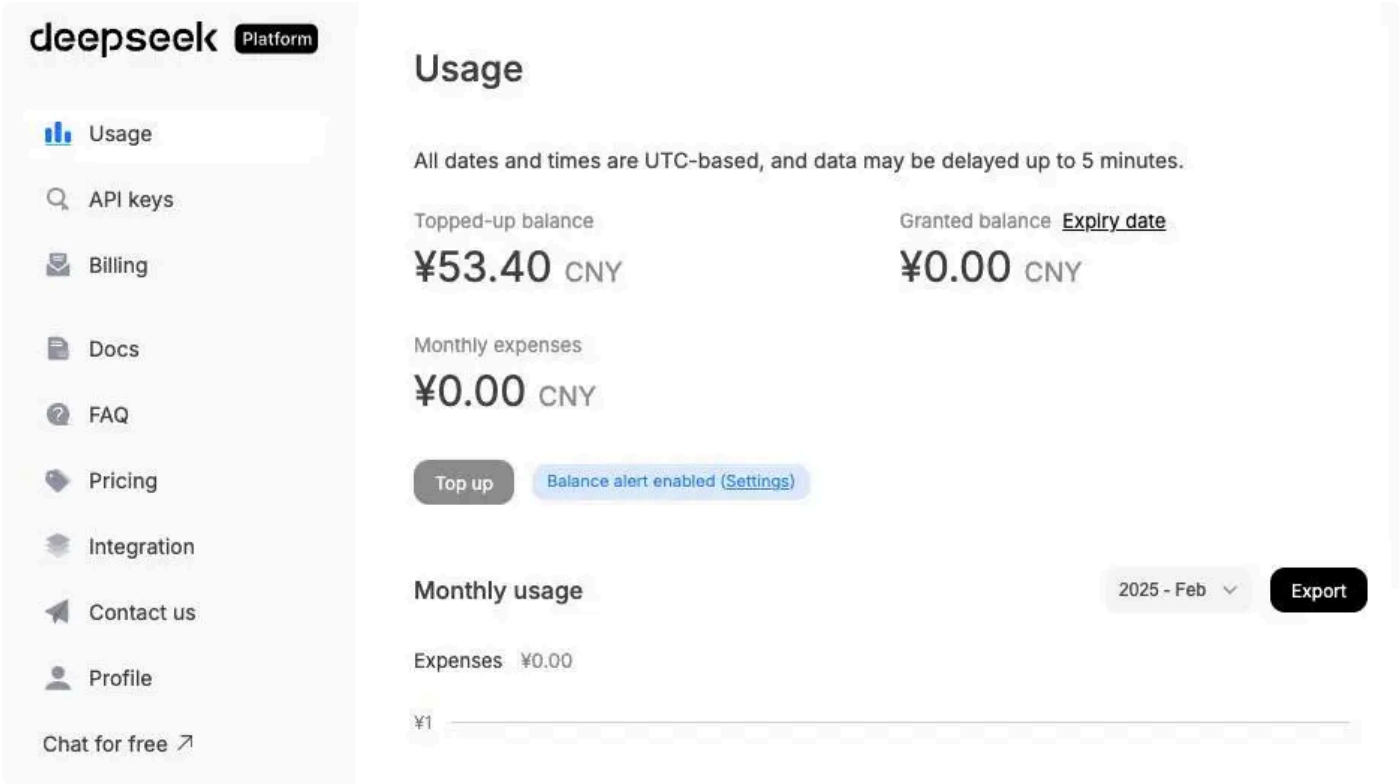 deepseek Platform
Usage
API keys
Billing
Docs
FAQ
Pricing
Integration
Contact us
Profile
Chat for free
Usage
All dates and times are UTC-based, and data may be delayed up to 5 minutes.
Topped-up balance
¥53.40 CNY
Granted balance Expiry date
¥0.00 CNY
Monthly expenses
¥0.00 CNY
Top up
Balance alert enabled (Settings)
Monthly usage
2025 - Feb
Export
Expenses ¥0.00
¥1